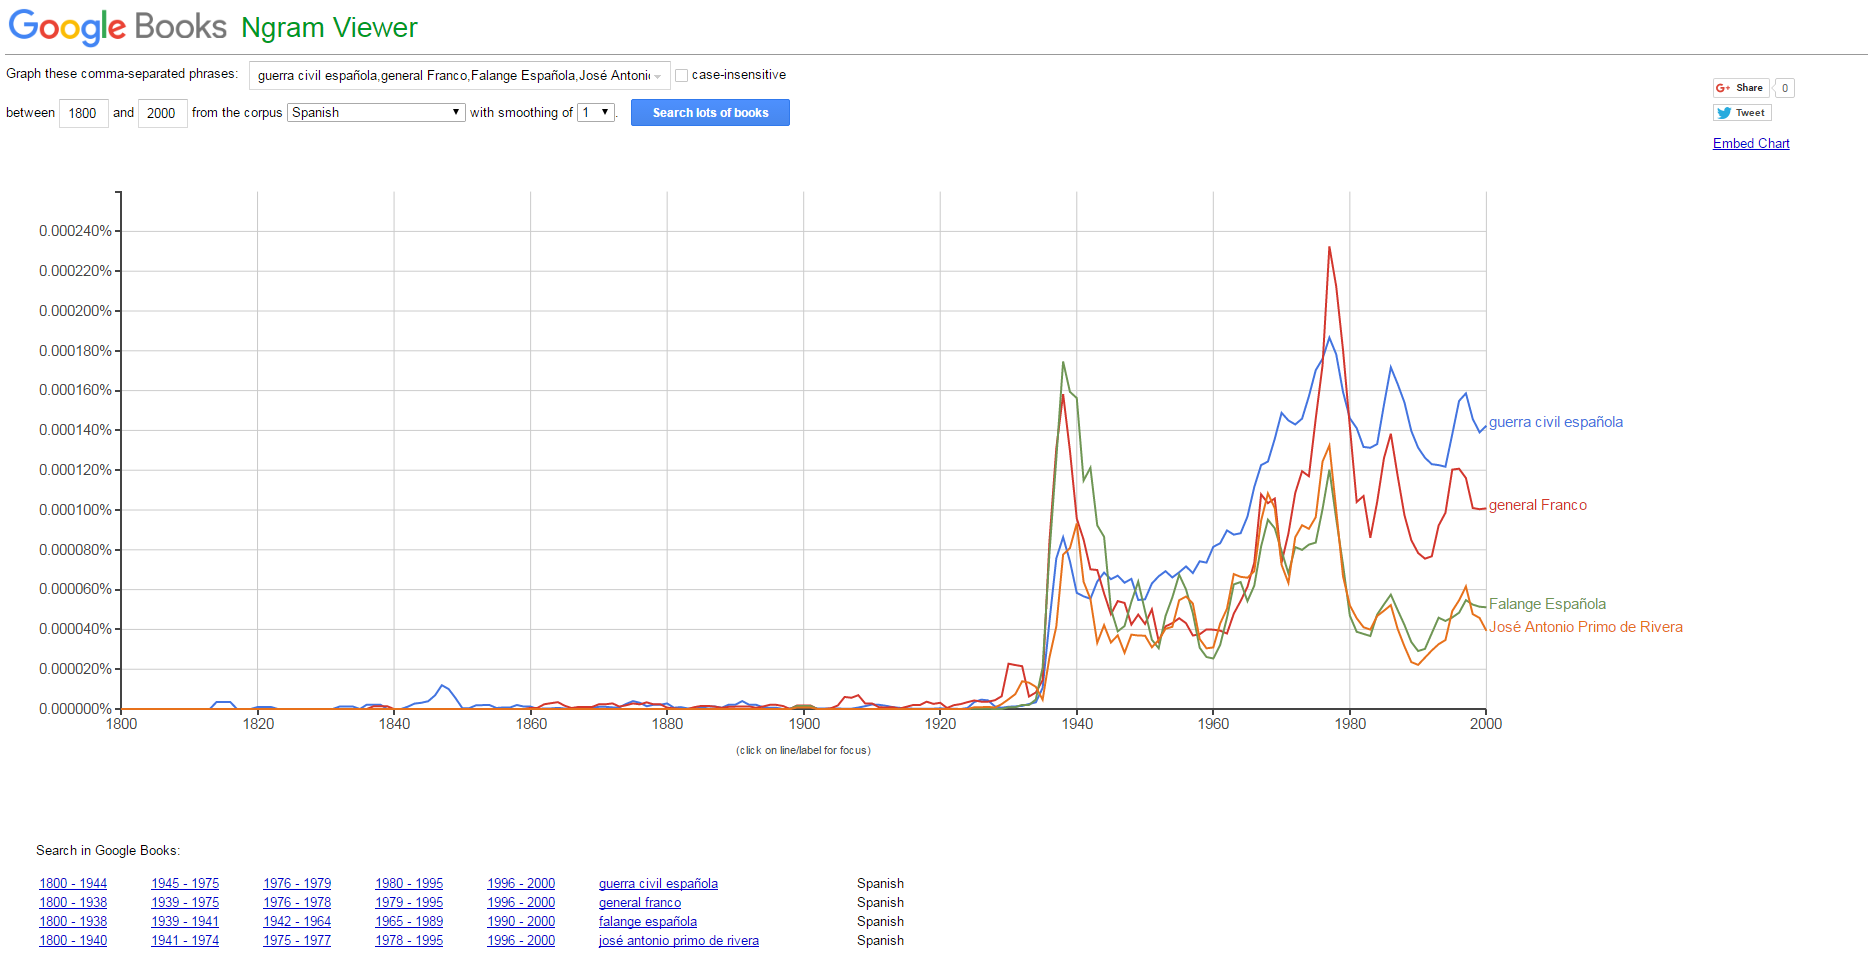 Google Books Ngram Viewer
Graph these comma-separated phrases: guerra civil española,general Franco,Falange Española,José Antoni case-insensitive
between 1800 and 2000 from the corpus Spanish with smoothing of 1. Search lots of books
G+ Share 0
Tweet
Embed Chart
0.000240%
0.000220%
0.000200%
0.000180%
0.000160%
0.000140%
0.000120%
0.000100%
0.000080%
0.000060%
0.000040%
0.000020%
0.000000%
guerra civil española
general Franco
Falange Española
José Antonio Primo de Rivera
1800 1820 1840 1860 1880 1900 1920 1940 1960 1980 2000
(click on line/label for focus)
Search in Google Books:
1800 - 1944 1945 - 1975 1976 - 1979 1980 - 1995 1996 - 2000 guerra civil española Spanish
1800 - 1938 1939 - 1975 1976 - 1978 1979 - 1995 1996 - 2000 general franco Spanish
1800 - 1938 1939 - 1941 1942 - 1964 1965 - 1989 1990 - 2000 falange española Spanish
1800 - 1940 1941 - 1974 1975 - 1977 1978 - 1995 1996 - 2000 josé antonio primo de rivera Spanish